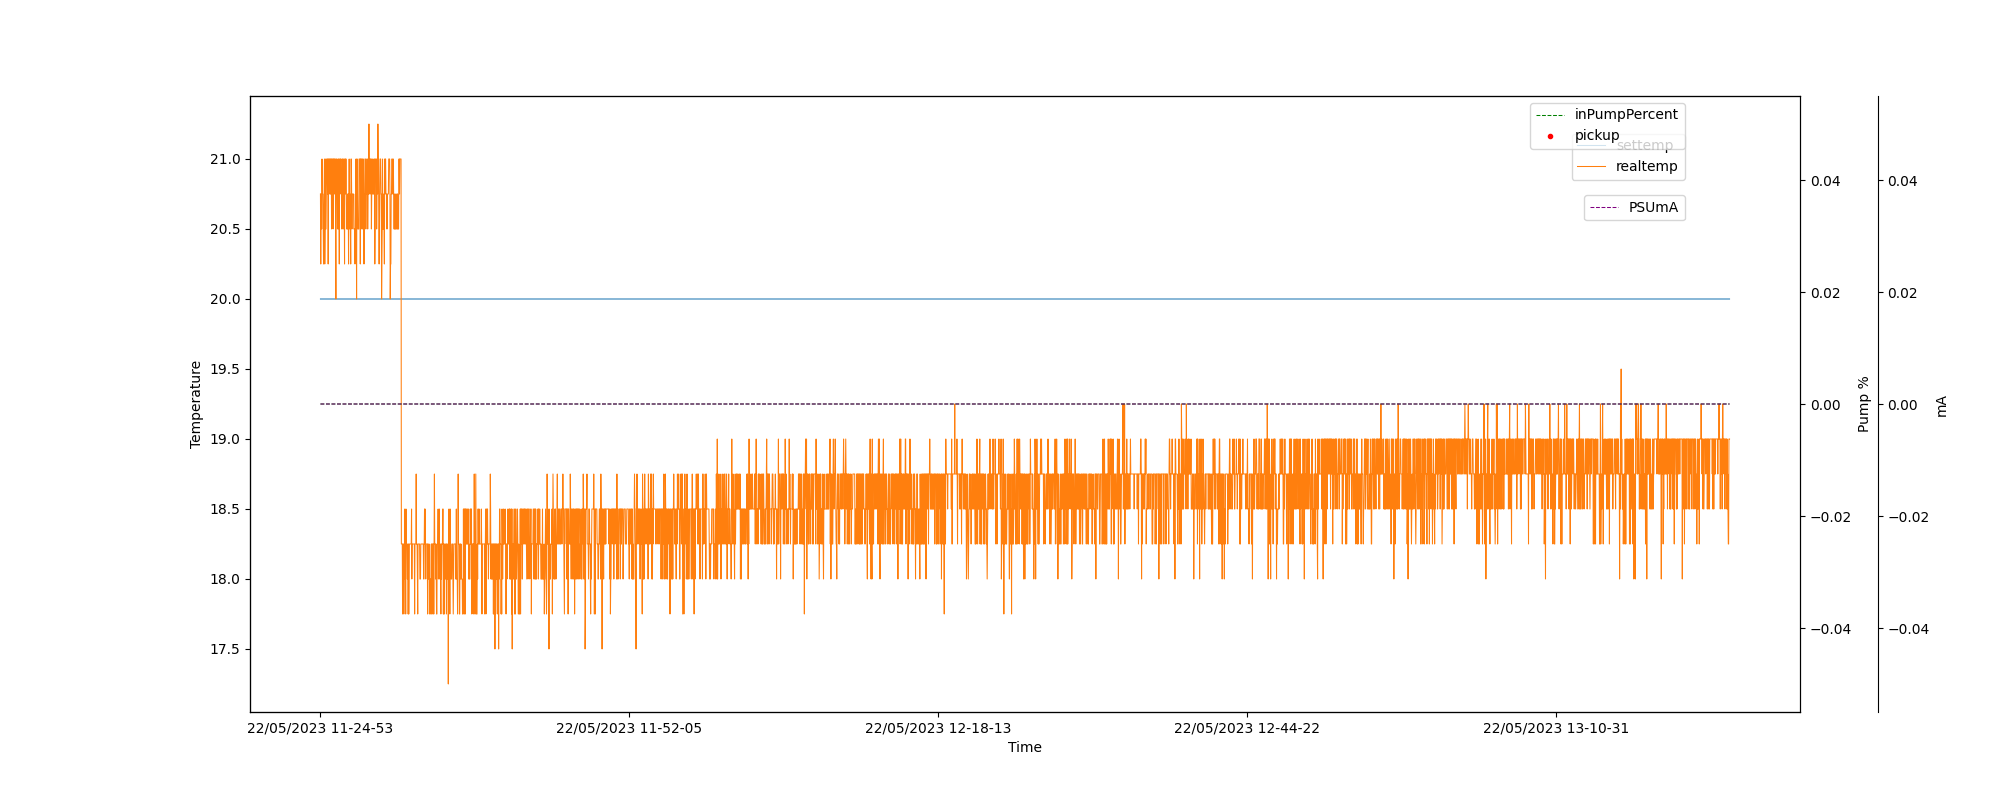 inPumpPercent
pickup
settemp
realtemp
PSUmA
21.0
20.5
20.0
19.5
19.0
18.5
18.0
17.5
Temperature
0.04
0.02
0.00
−0.02
−0.04
Pump %
0.04
0.02
0.00
−0.02
−0.04
mA
22/05/2023 11-24-53
22/05/2023 11-52-05
22/05/2023 12-18-13
22/05/2023 12-44-22
22/05/2023 13-10-31
Time